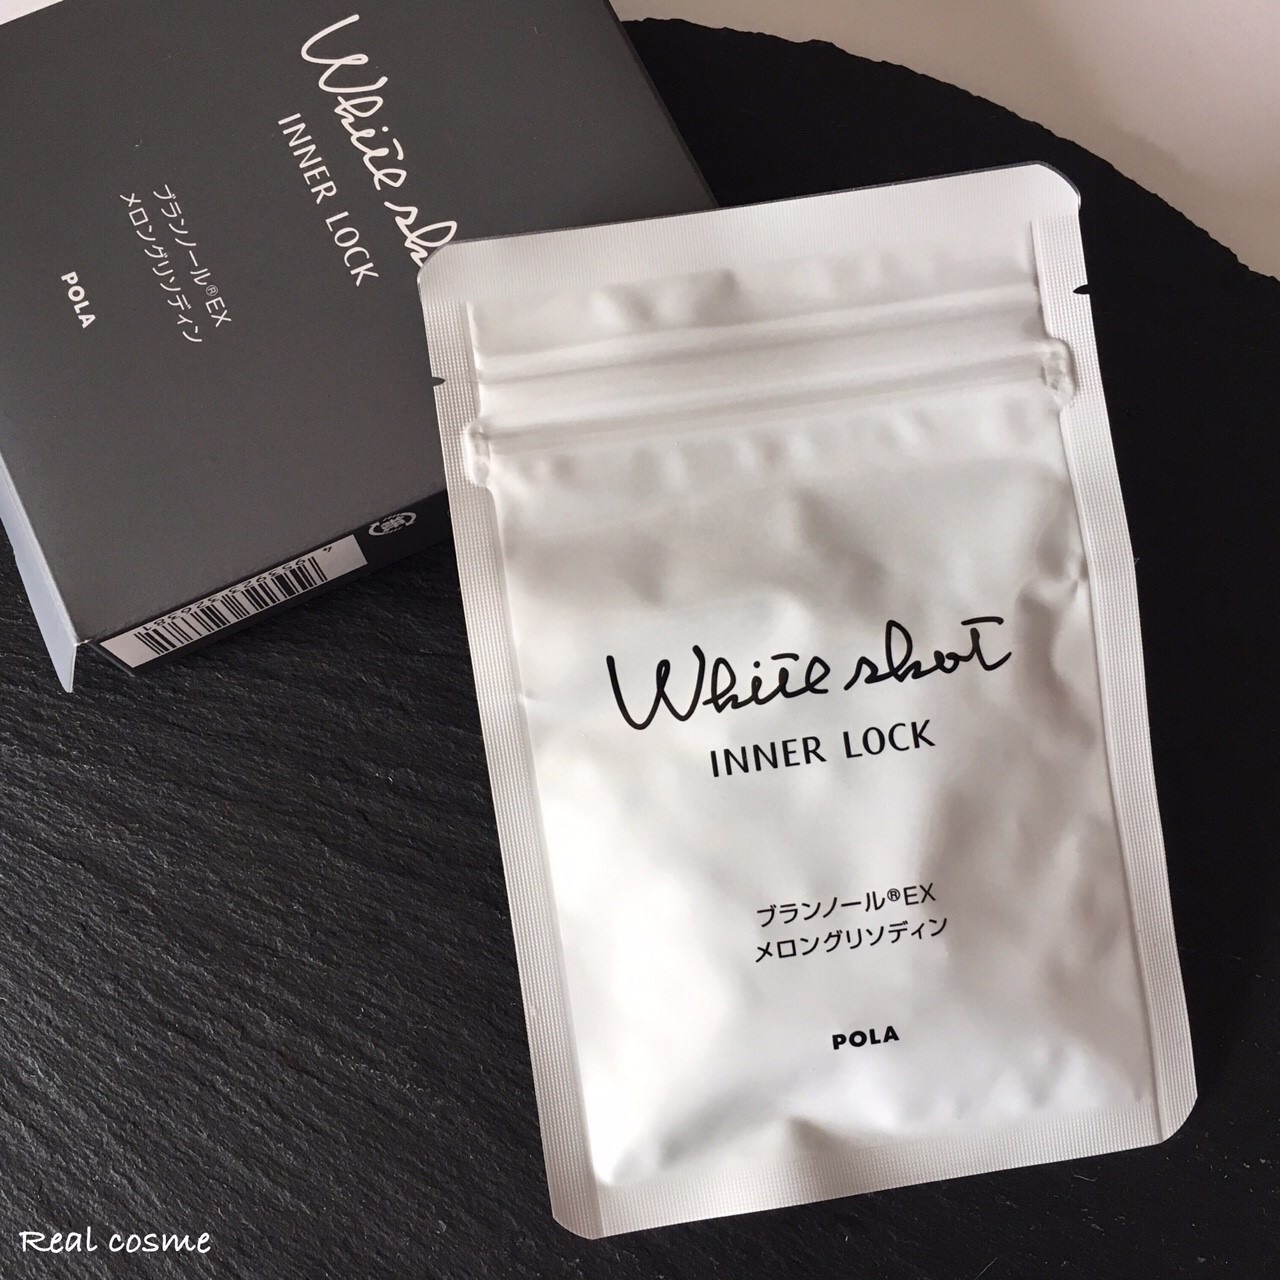 White sho
INNER LOCK
ブランノール®EX
メロングリソディン
POLA
White shot
INNER LOCK
ブランノール®EX
メロングリソディン
POLA
Real cosme